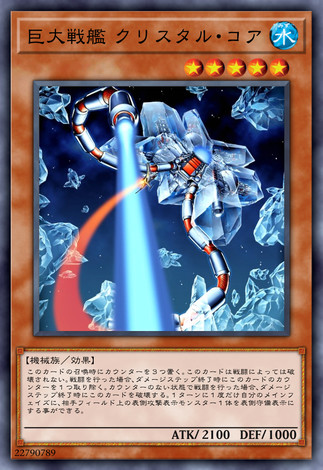 巨大戦艦 クリスタル・コア
水
【機械族／効果】
このカードの召喚時にカウンターを３つ置く。このカードは戦闘によっては破
壊されない。戦闘を行った場合、ダメージステップ終了時にこのカードのカウ
ンターを１つ取り除く。カウンターのない状態で戦闘を行った場合、ダメージス
テップ終了時にこのカードを破壊する。１ターンに１度だけ自分のメインフ
ェイズに、相手フィールド上の表側攻撃表示モンスター１体を表側守備表示に
する事ができる。
ATK/ 2100 DEF/1000
22790789